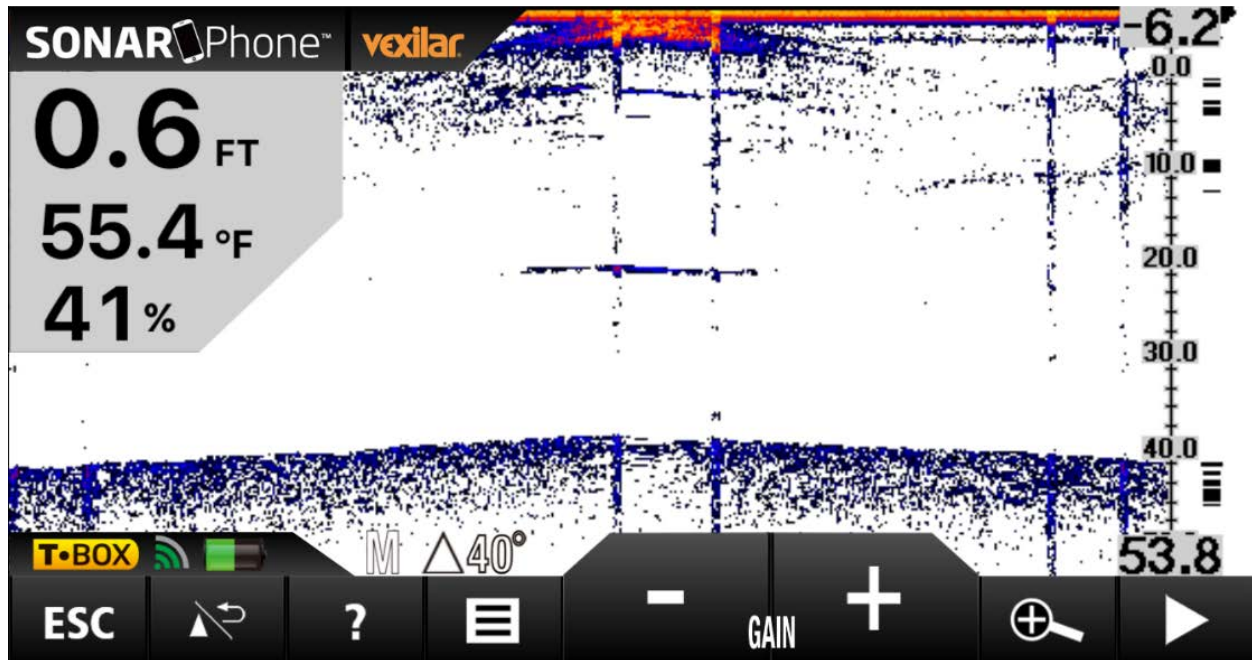 SONAR Phone™ vexilar.
-6.2
0.6 FT
0.0
55.4 °F
10.0
41%
20.0
30.0
40.0
T•BOX M 40°
53.8
ESC ? - GAIN +